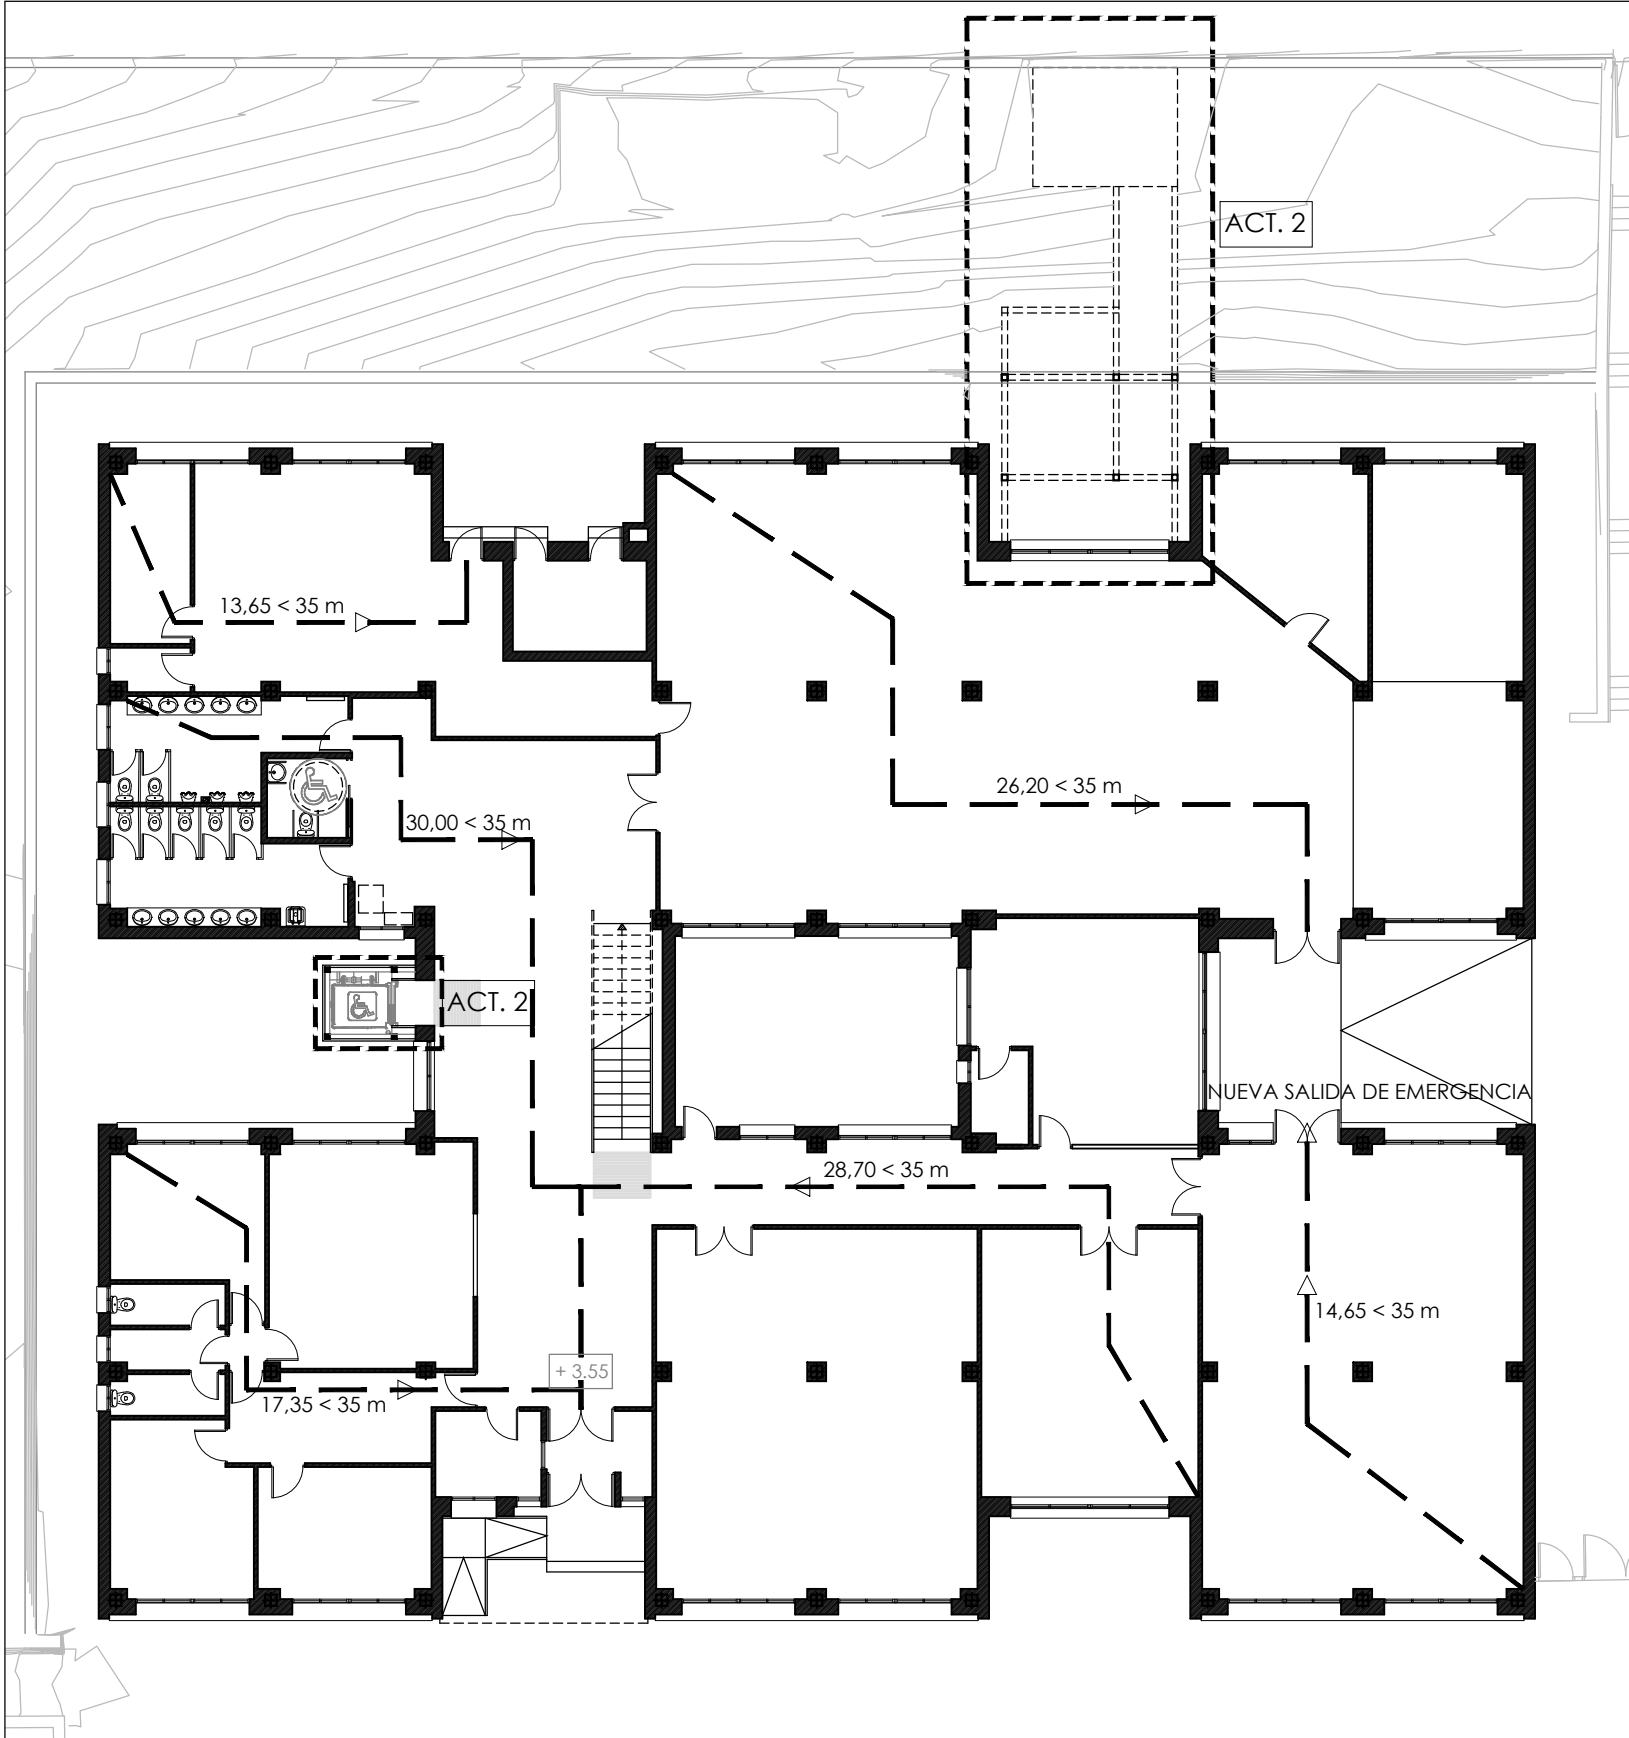 ACT. 2
13,65 < 35 m
26,20 < 35 m
30,00 < 35 m
ACT. 2
NUEVA SALIDA DE EMERGENCIA
28,70 < 35 m
14,65 < 35 m
+ 3.55
17,35 < 35 m